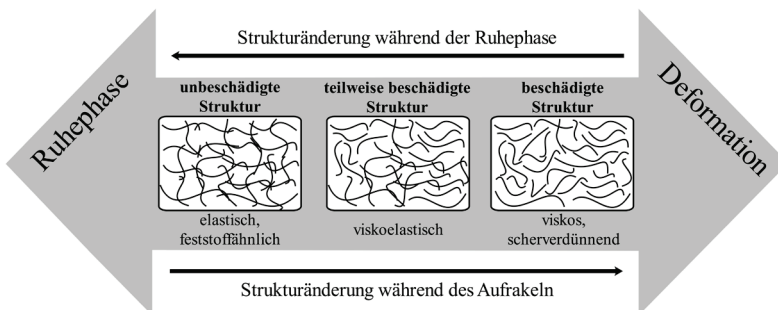 Strukturänderung während der Ruhephase
Ruhephase
Deformation
unbeschädigte
Struktur
teilweise beschädigte
Struktur
beschädigte
Struktur
elastisch,
feststoffähnlich
viskoelastisch
viskos,
scherverdünnend
Strukturänderung während des Aufrakeln